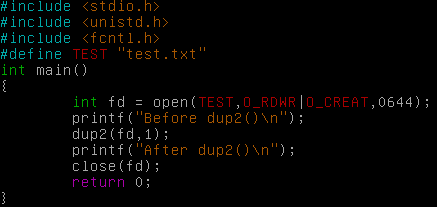 #include <stdio.h>
#include <unistd.h>
#include <fcntl.h>
#define TEST "test.txt"
int main()
{
        int fd = open(TEST,O_RDWR|O_CREAT,0644);
        printf("Before dup2()\n");
        dup2(fd,1);
        printf("After dup2()\n");
        close(fd);
        return 0;
}